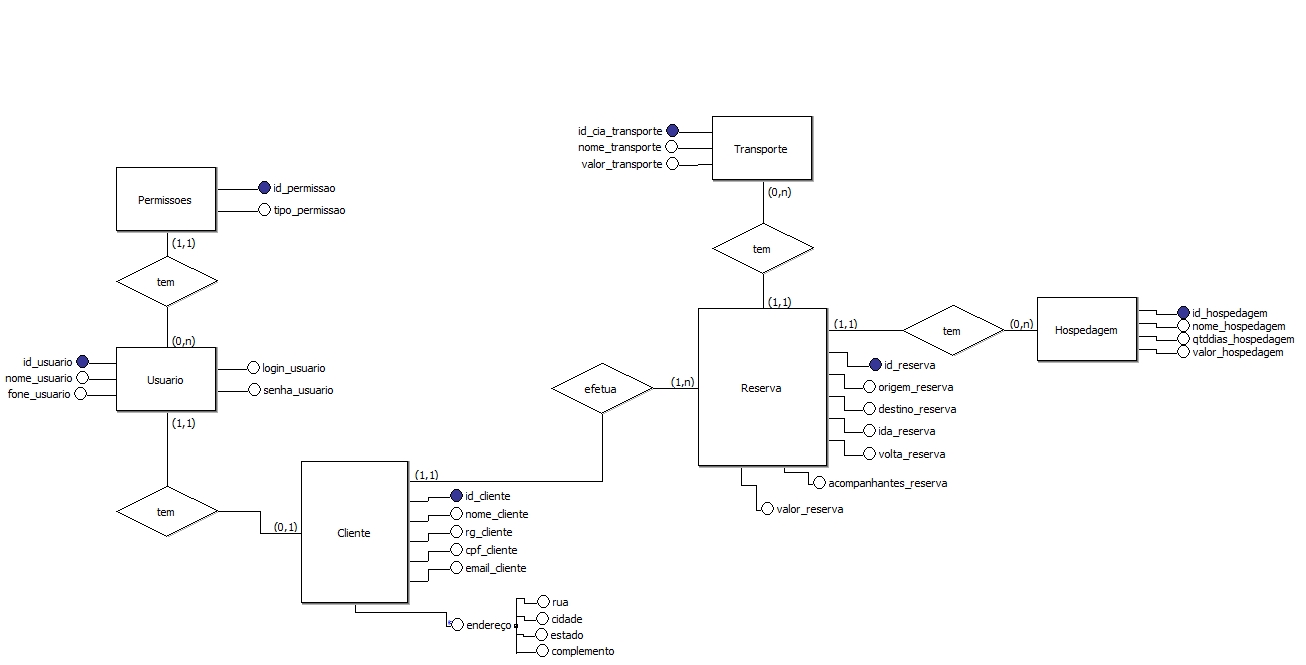 id_cia_transporte
nome_transporte
valor_transporte
Transporte
(0,n)
tem
(1,1)
Permissoes
id_permissao
tipo_permissao
(1,1)
tem
(0,n)
id_usuario
nome_usuario
fone_usuario
Usuario
login_usuario
senha_usuario
(1,1)
tem
(0,1)
Cliente
(1,1)
id_cliente
nome_cliente
rg_cliente
cpf_cliente
email_cliente
endereço
rua
cidade
estado
complemento
efetua
(1,n)
Reserva
(1,1)
tem
(0,n)
id_reserva
origem_reserva
destino_reserva
ida_reserva
volta_reserva
acompanhantes_reserva
valor_reserva
Hospedagem
id_hospedagem
nome_hospedagem
qtddias_hospedagem
valor_hospedagem